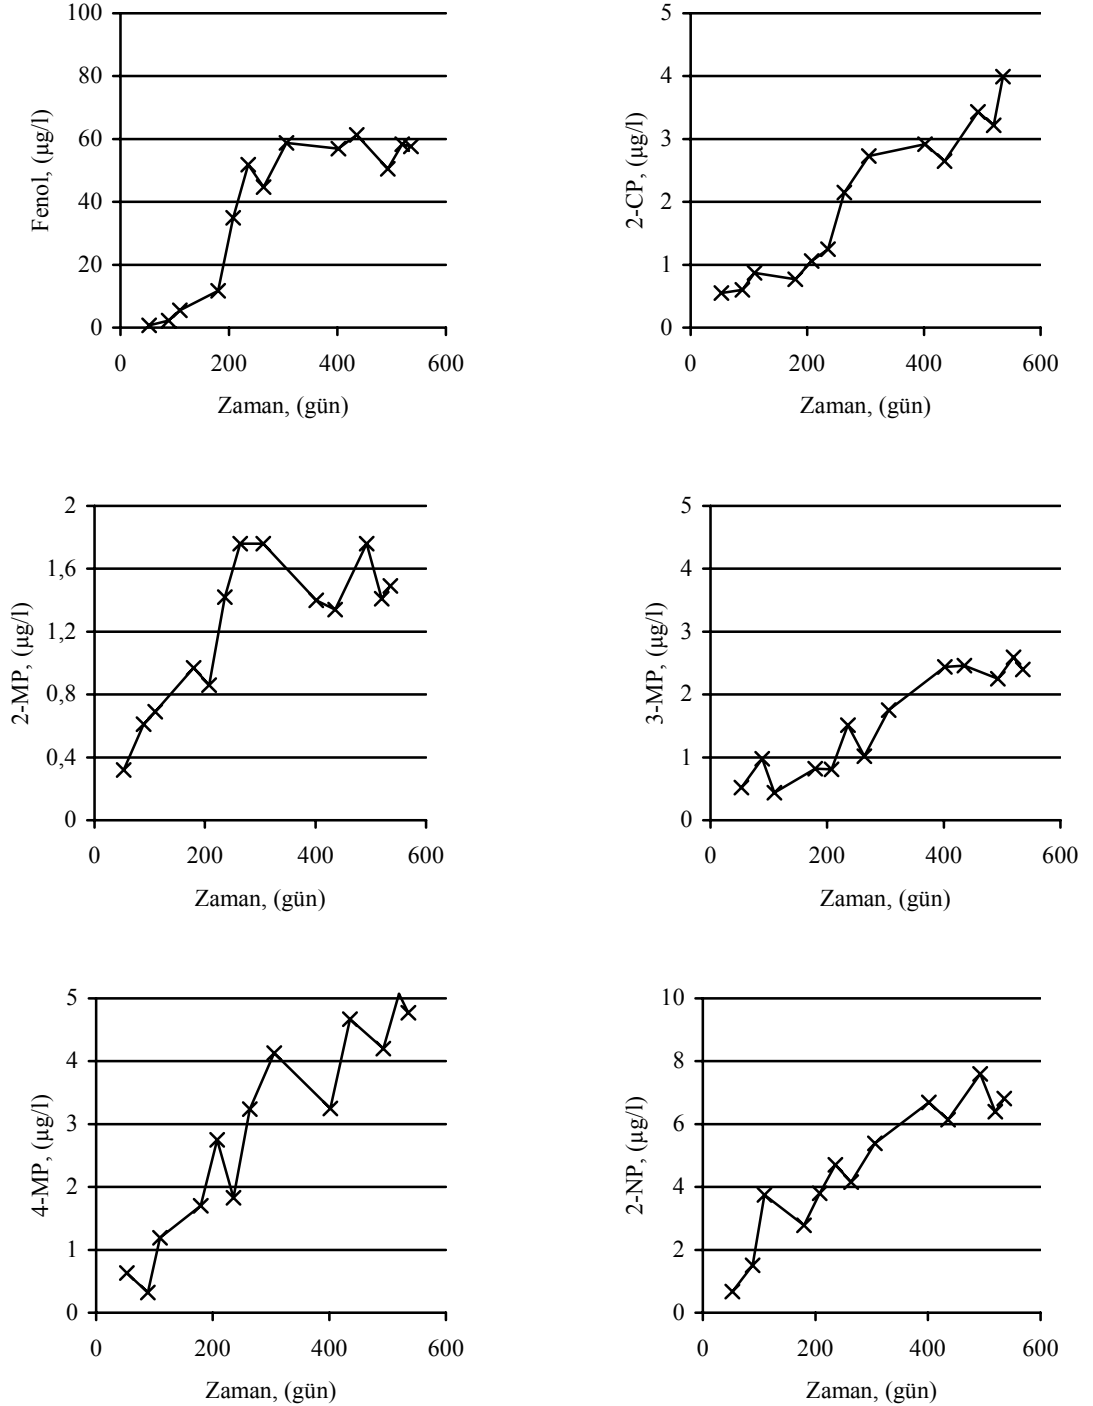 100
80
60
40
20
0
Fenol, (µg/l)
0 200 400 600
Zaman, (gün)
5
4
3
2
1
0
2-CP, (µg/l)
0 200 400 600
Zaman, (gün)
2
1,6
1,2
0,8
0,4
0
2-MP, (µg/l)
0 200 400 600
Zaman, (gün)
5
4
3
2
1
0
3-MP, (µg/l)
0 200 400 600
Zaman, (gün)
5
4
3
2
1
0
4-MP, (µg/l)
0 200 400 600
Zaman, (gün)
10
8
6
4
2
0
2-NP, (µg/l)
0 200 400 600
Zaman, (gün)